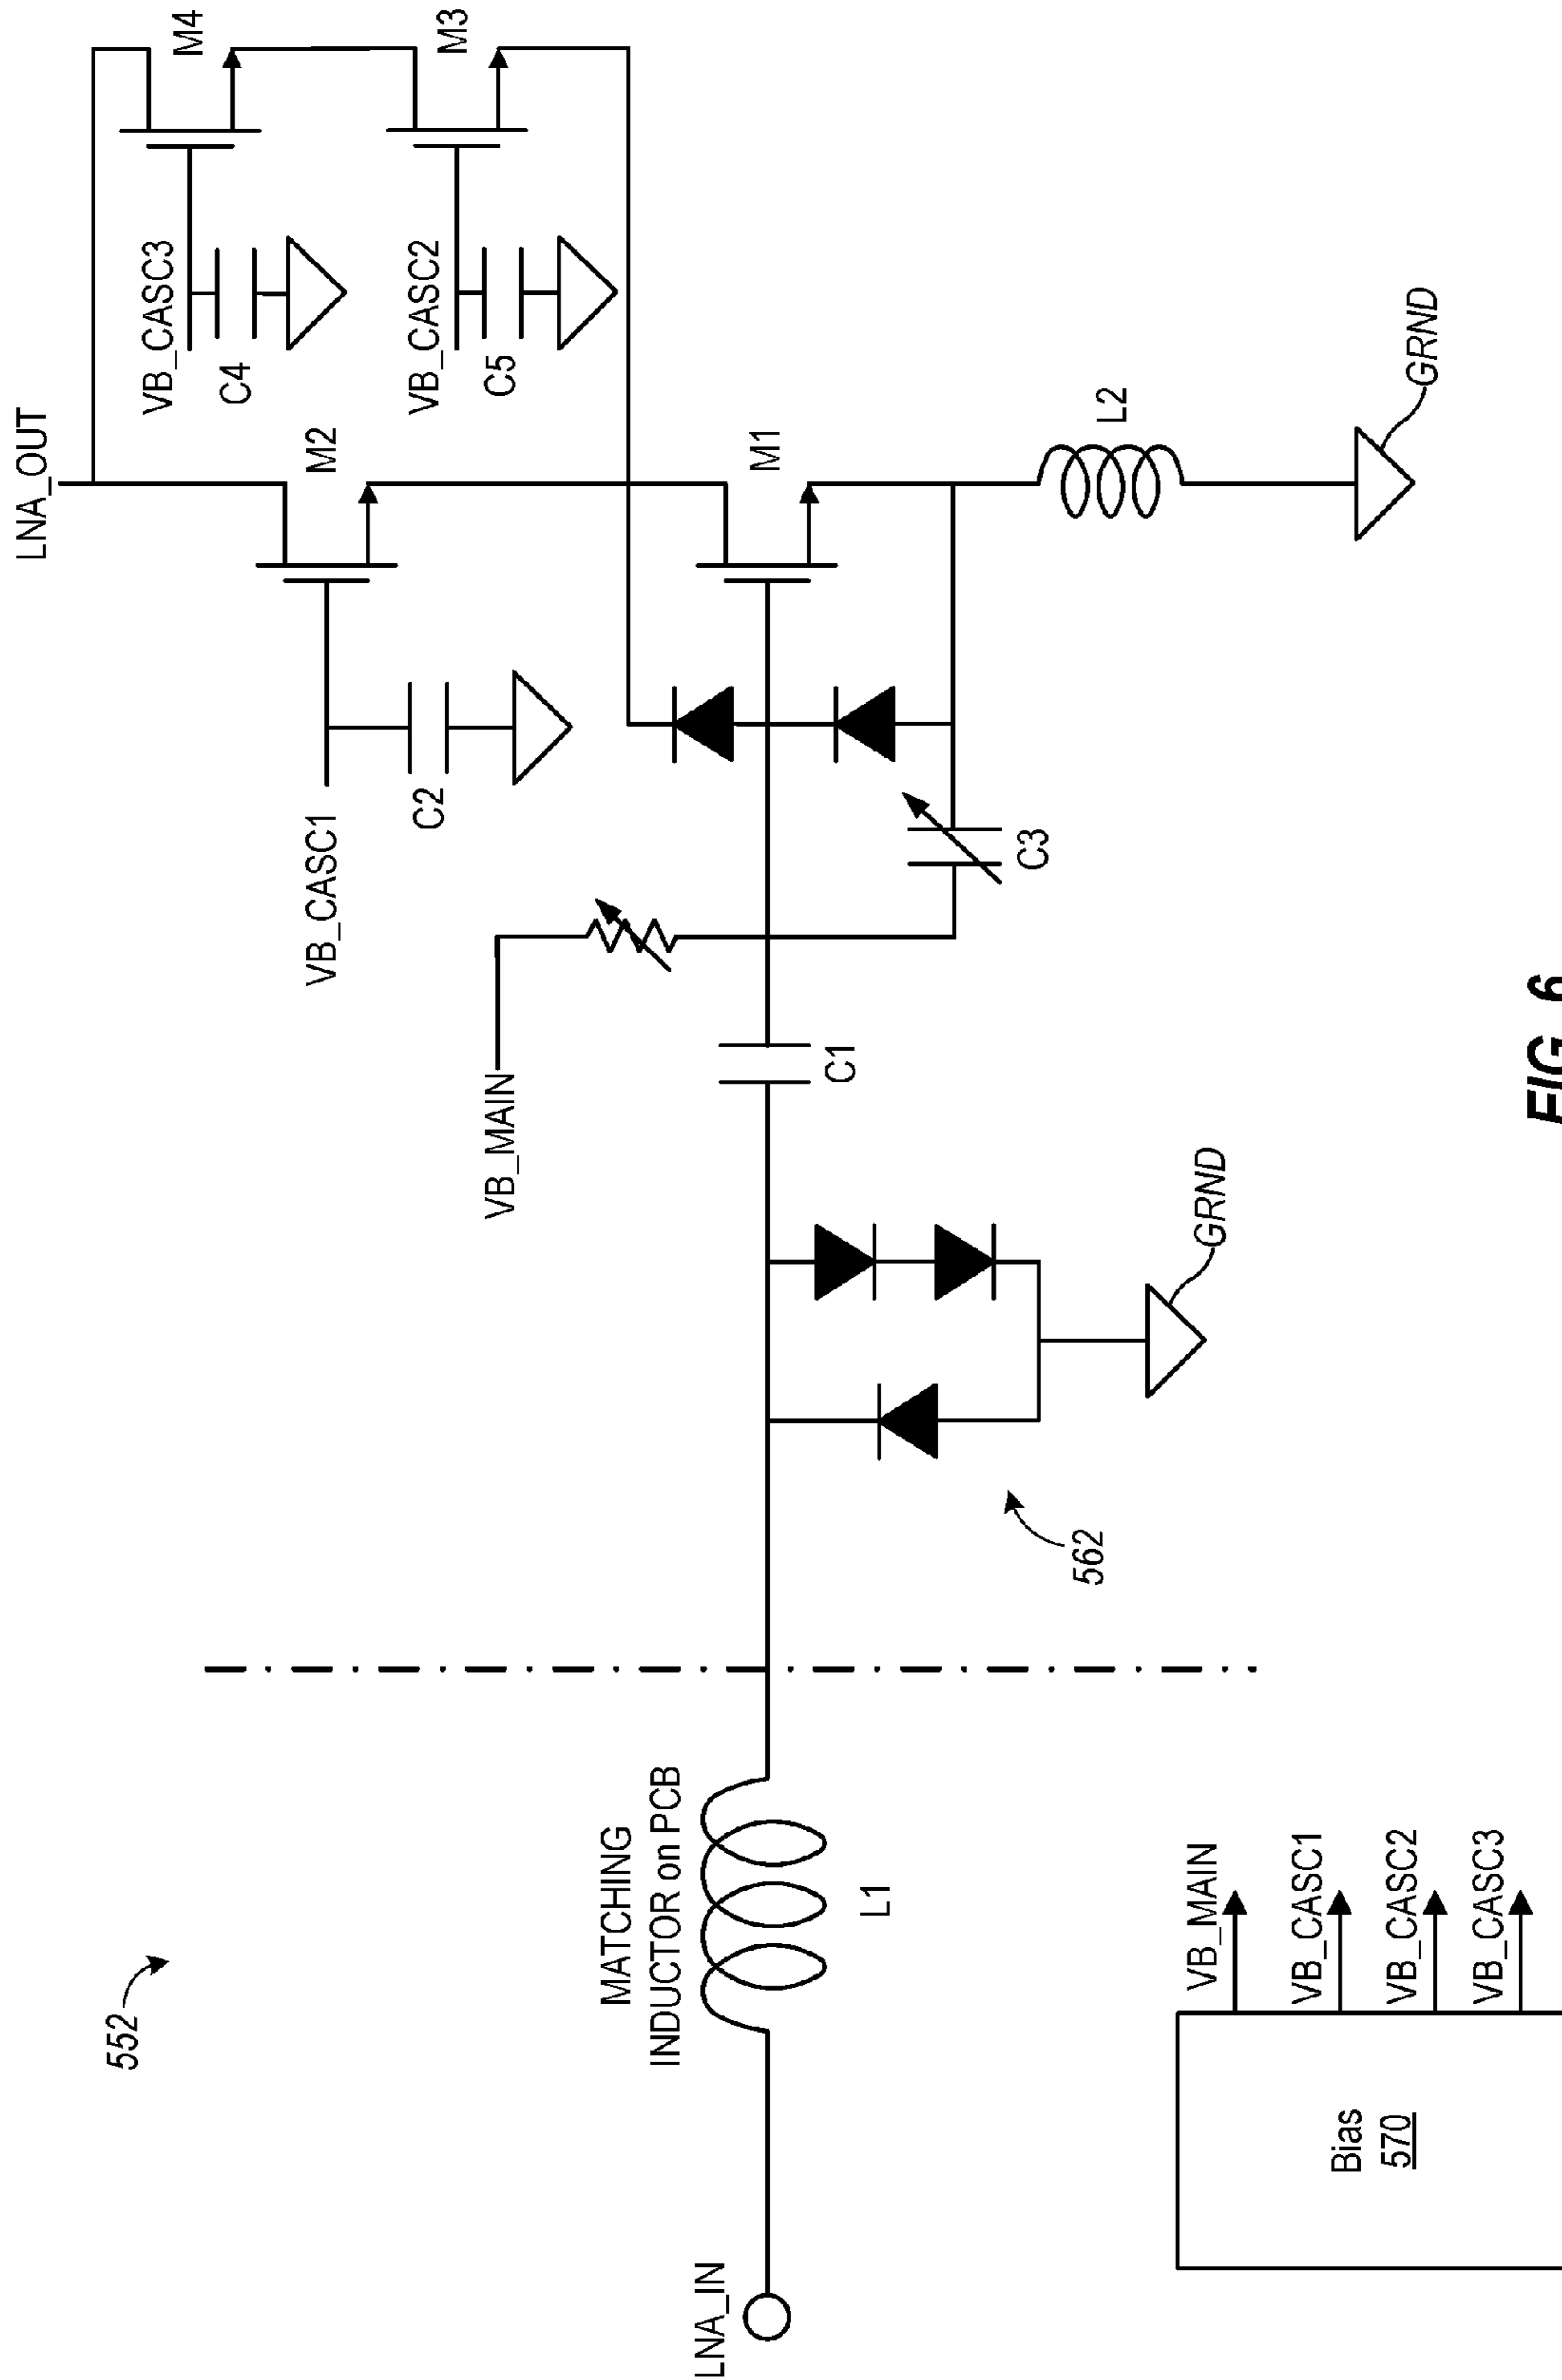 LNA_OUT
M4
M3
VB_CASC3
C4
VB_CASC2
C5
M2
M1
L2
GRND
VB_CASC1
C2
C3
VB_MAIN
C1
GRND
562
552
MATCHING
INDUCTOR on PCB
L1
LNA_IN
VB_MAIN
VB_CASC1
VB_CASC2
VB_CASC3
Bias
570
FIG. 6